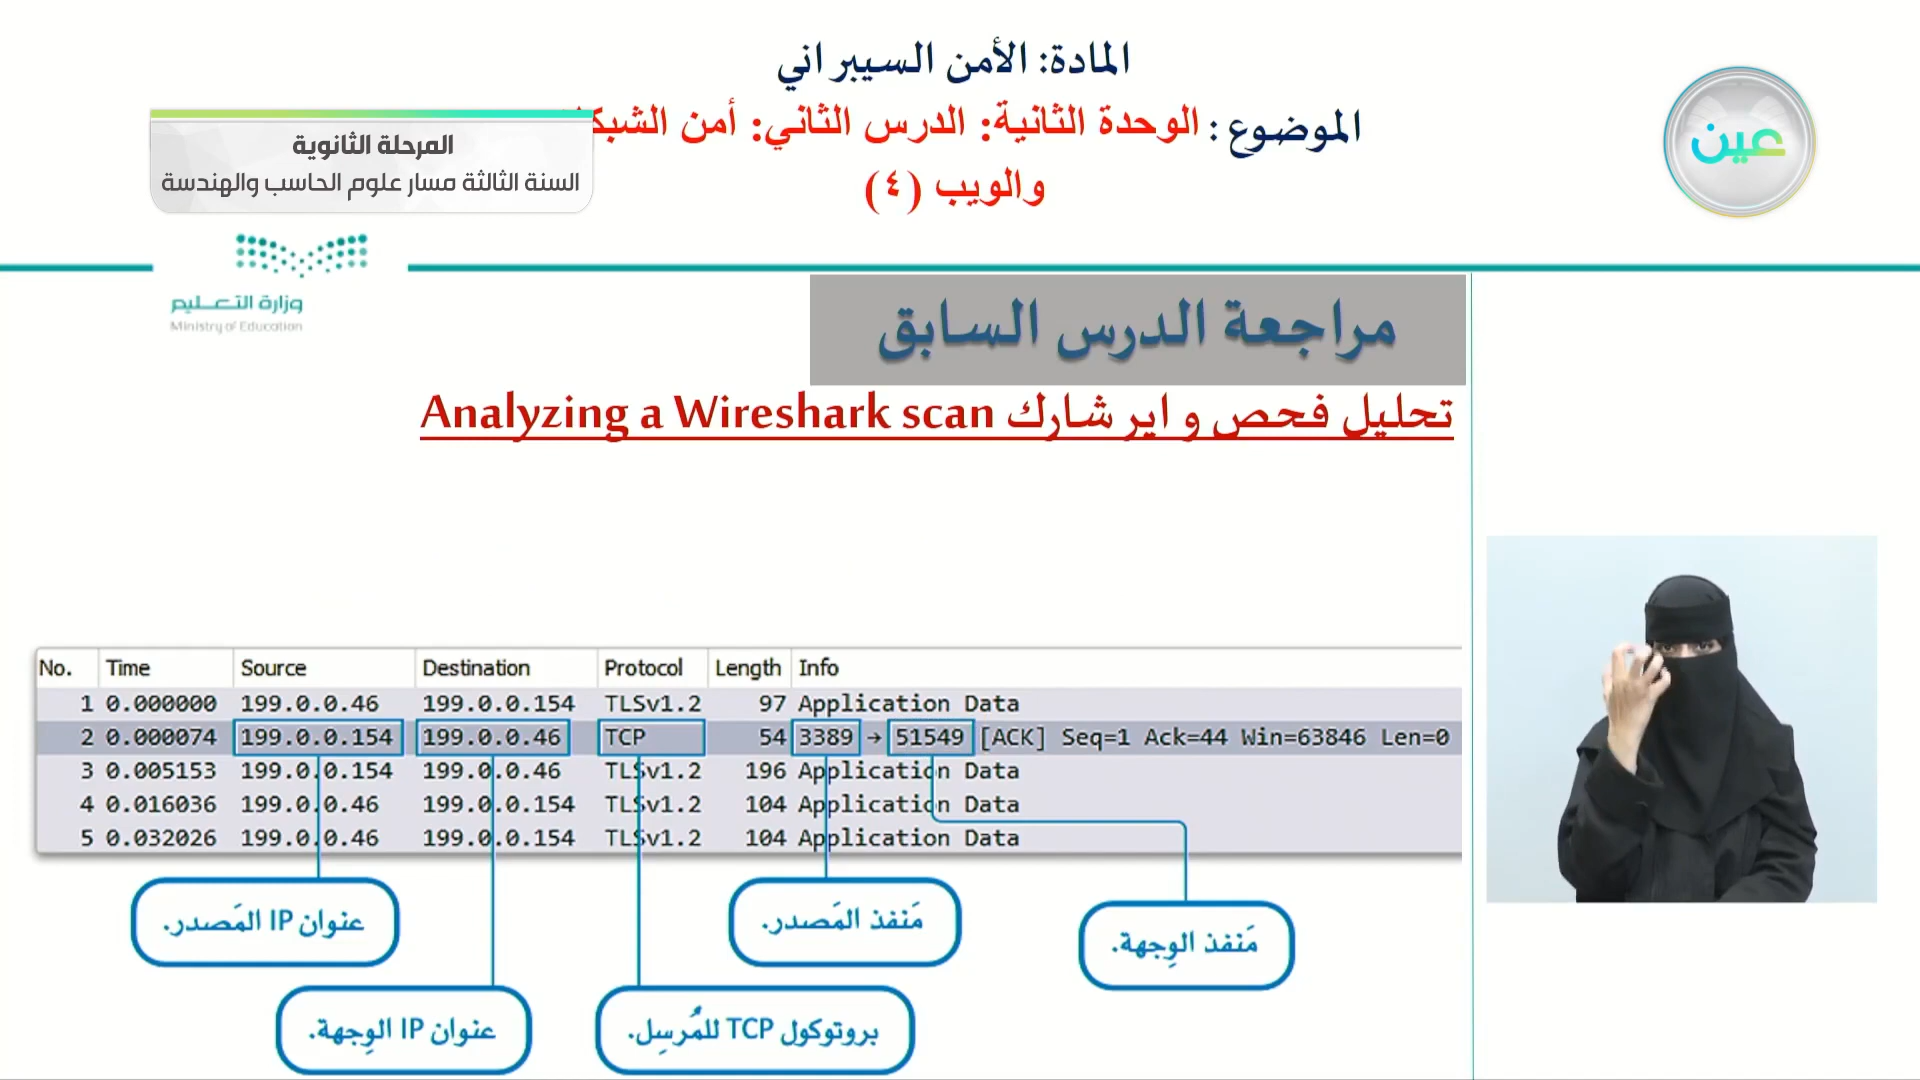 المادة: الأمن السيبراني
الموضوع: الوحدة الثانية: الدرس الثاني: أمن
والويب (٤)
المرحلة الثانوية
السنة الثالثة مسار علوم الحاسب والهندسة
عين
وزارة التعليم
Ministry of Education
مراجعة الدرس السابق
تحليل فحص واير شارك Analyzing a Wireshark scan
No. Time Source Destination Protocol Length Info
1 0.000000 199.0.0.46 199.0.0.154 TLSv1.2 97 Application Data
2 0.000074 199.0.0.154 199.0.0.46 TCP 54 3389 → 51549 [ACK] Seq=1 Ack=44 Win=63846 Len=0
3 0.005153 199.0.0.154 199.0.0.46 TLSv1.2 196 Application Data
4 0.016036 199.0.0.46 199.0.0.154 TLSv1.2 104 Application Data
5 0.032026 199.0.0.46 199.0.0.154 TLSv1.2 104 Application Data
مَنفذ الوِجهة.
مَنفذ المَصدر.
عنوان IP المَصدر.
بروتوكول TCP للمُرسِل.
عنوان IP الوِجهة.